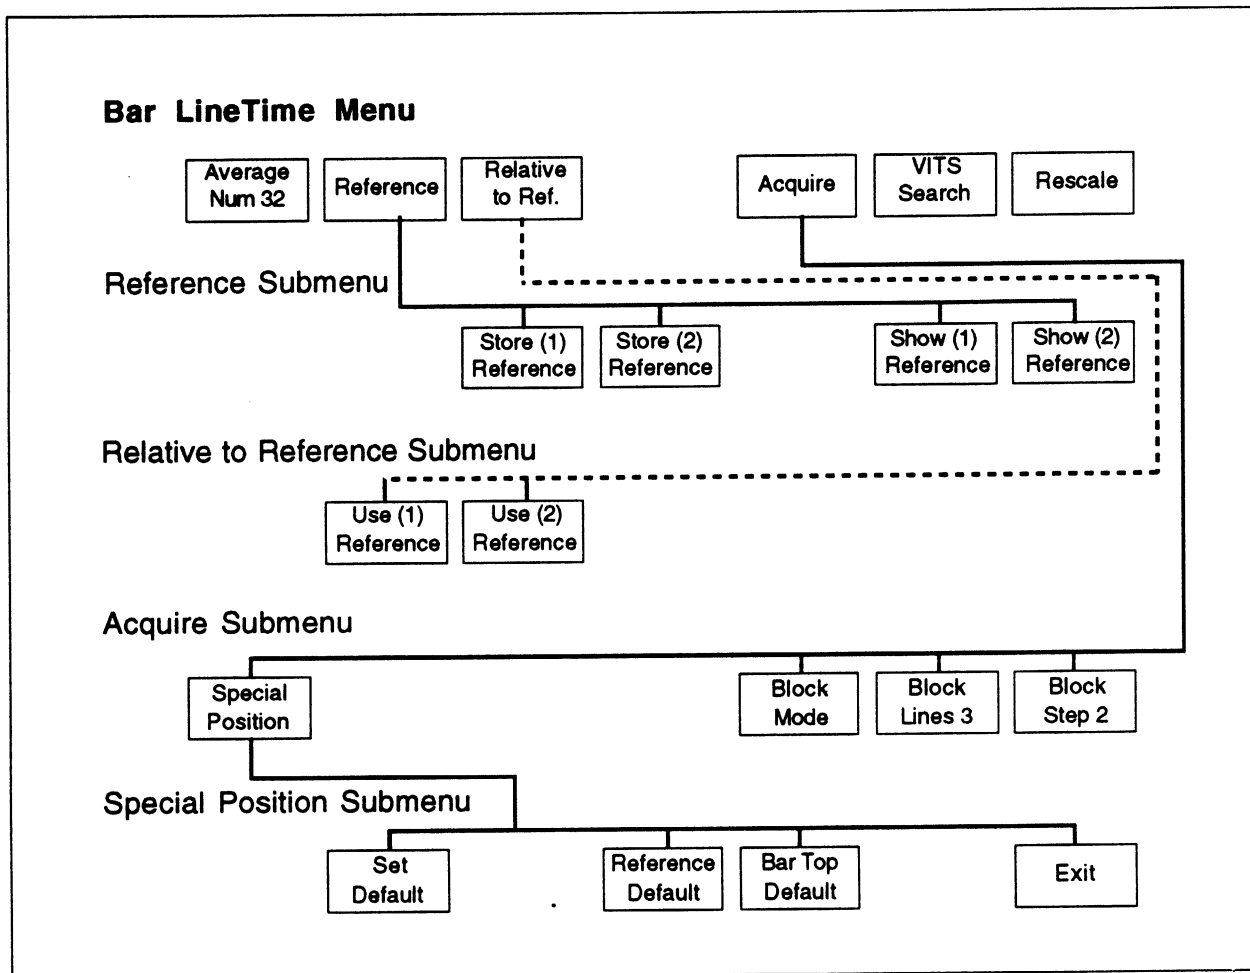 Bar LineTime Menu
Average
Num 32
Reference
Relative
to Ref.
Acquire
VITS
Search
Rescale
Reference Submenu
Store (1)
Reference
Store (2)
Reference
Show (1)
Reference
Show (2)
Reference
Relative to Reference Submenu
Use (1)
Reference
Use (2)
Reference
Acquire Submenu
Special
Position
Block
Mode
Block
Lines 3
Block
Step 2
Special Position Submenu
Set
Default
Reference
Default
Bar Top
Default
Exit